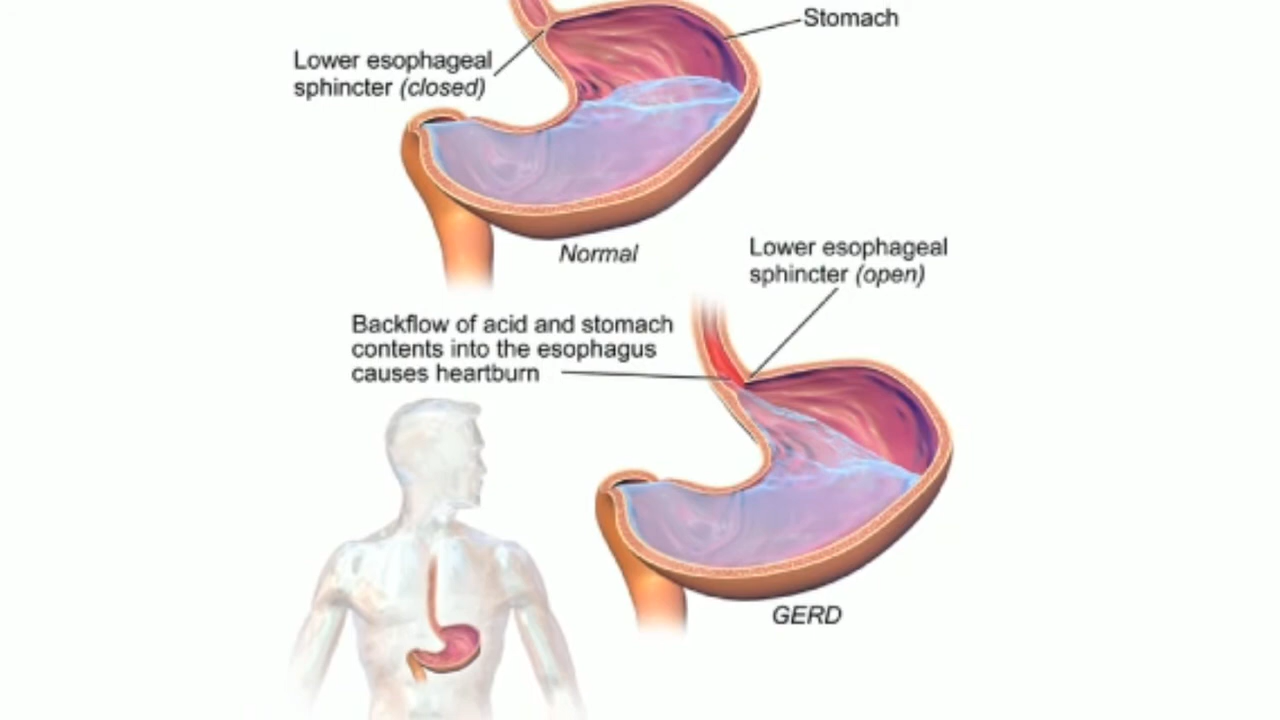 Stomach
Lower esophageal
sphincter (closed)
Normal
Lower esophageal
sphincter (open)
Backflow of acid and stomach
contents into the esophagus
causes heartburn
GERD